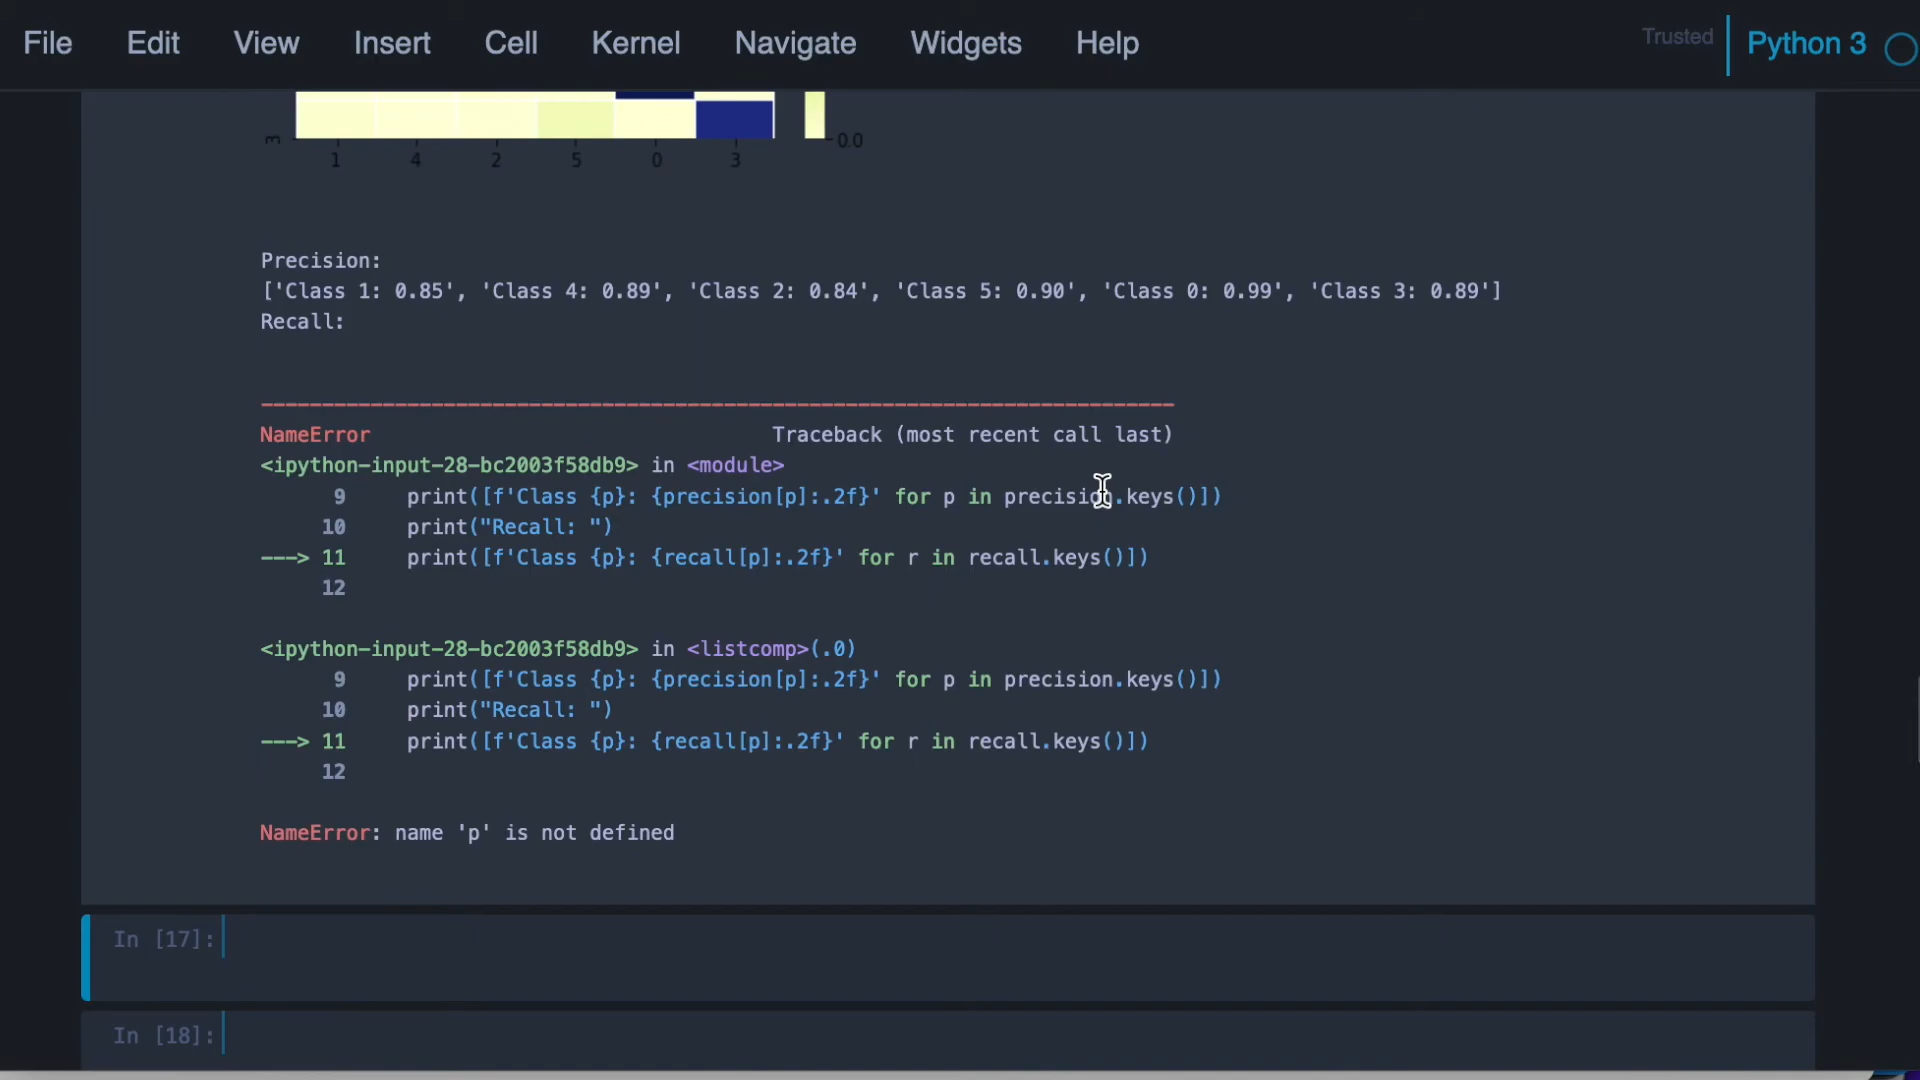 File Edit View Insert Cell Kernel Navigate Widgets Help Trusted Python 3
3 0.0
1 4 2 5 0 3
Precision:
['Class 1: 0.85', 'Class 4: 0.89', 'Class 2: 0.84', 'Class 5: 0.90', 'Class 0: 0.99', 'Class 3: 0.89']
Recall:
---------------------------------------------------------------------------
NameError Traceback (most recent call last)
<ipython-input-28-bc2003f58db9> in <module>
9 print([f'Class {p}: {precision[p]:.2f}' for p in precision.keys()])
10 print("Recall: ")
---> 11 print([f'Class {p}: {recall[p]:.2f}' for r in recall.keys()])
12
<ipython-input-28-bc2003f58db9> in <listcomp>(.0)
9 print([f'Class {p}: {precision[p]:.2f}' for p in precision.keys()])
10 print("Recall: ")
---> 11 print([f'Class {p}: {recall[p]:.2f}' for r in recall.keys()])
12
NameError: name 'p' is not defined
In [17]:
In [18]: